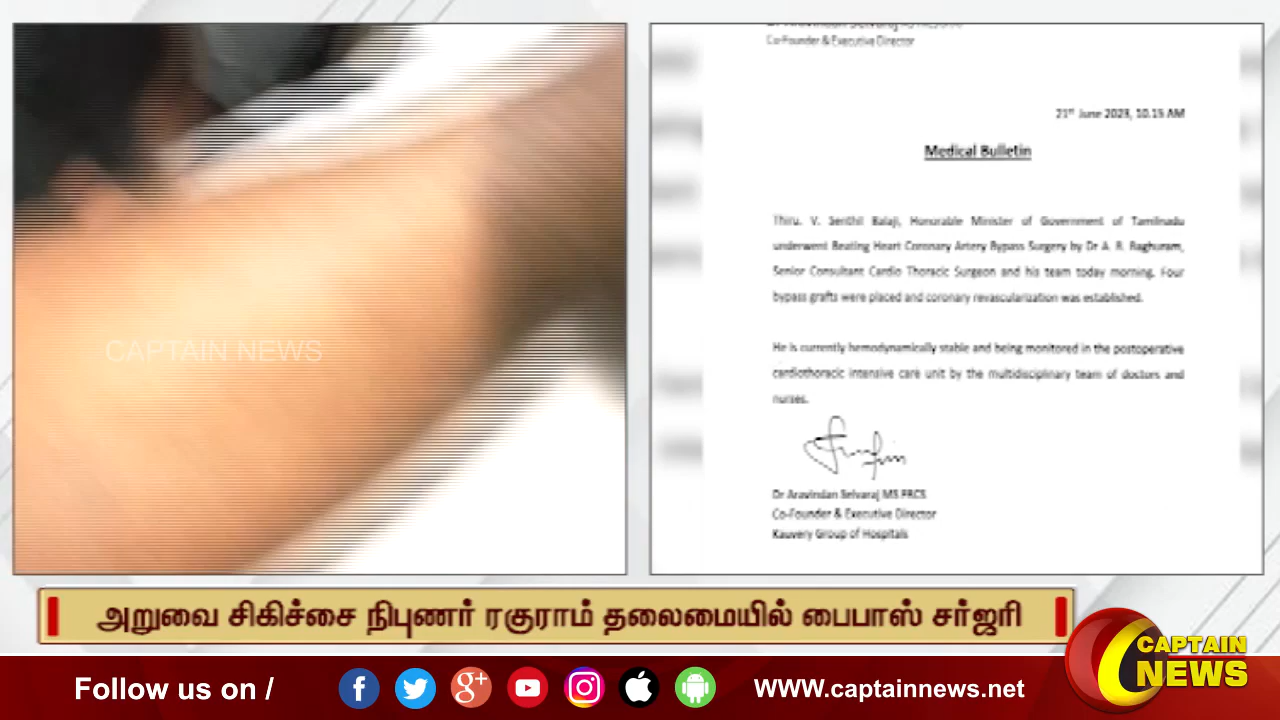 CAPTAIN NEWS
Co-Founder & Executive Director
21st June 2023, 10.15 AM
Medical Bulletin
Thiru. V. Senthil Balaji, Honorable Minister of Government of Tamilnadu
underwent Beating Heart Coronary Artery Bypass Surgery by Dr A. R. Raghuram,
Senior Consultant Cardio Thoracic Surgeon and his team today morning. Four
bypass grafts were placed and coronary revascularization was established.
He is currently hemodynamically stable and being monitored in the postoperative
cardiothoracic intensive care unit by the multidisciplinary team of doctors and
nurses.
Dr Aravindan Selvaraj MS FRCS
Co-Founder & Executive Director
Kauvery Group of Hospitals
அறுவை சிகிச்சை நிபுணர் ரகுராம் தலைமையில் பைபாஸ் சர்ஜரி
CAPTAIN
NEWS
Follow us on / WWW.captainnews.net